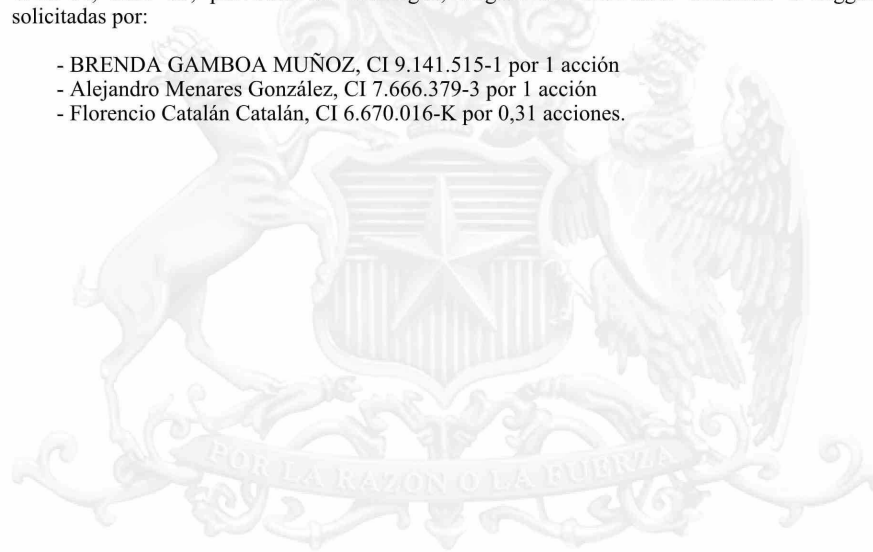 solicitadas por:
- BRENDA GAMBOA MUÑOZ, CI 9.141.515-1 por 1 acción
- Alejandro Menares González, CI 7.666.379-3 por 1 acción
- Florencio Catalán Catalán, CI 6.670.016-K por 0,31 acciones.
POR LA RAZON O LA FUERZA